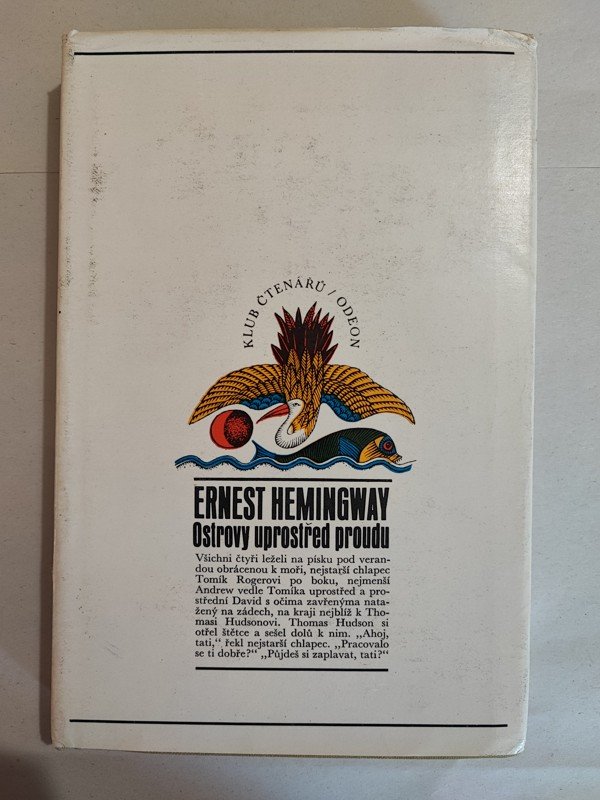 KLUB ČTENÁŘŮ / ODEON
ERNEST HEMINGWAY
Ostrovy uprostřed proudu
Všichni čtyři leželi na písku pod veran-
dou obrácenou k moři, nejstarší chlapec
Tomík Rogerovi po boku, nejmenší
Andrew vedle Tomíka uprostřed a pro-
střední David s očima zavřenýma nata-
žený na zádech, na kraji nejblíž k Tho-
masi Hudsonovi. Thomas Hudson si
otřel štětce a sešel dolů k nim. „Ahoj,
tati,“ řekl nejstarší chlapec. „Pracovalo
se ti dobře?“ „Půjdeš si zaplavat, tati?“